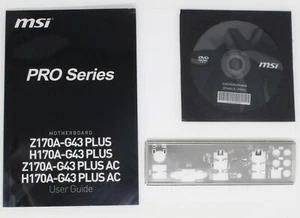 msi
PRO Series
MOTHERBOARD
Z170A-G43 PLUS
H170A-G43 PLUS
Z170A-G43 PLUS AC
H170A-G43 PLUS AC
User Guide
DVD
msi